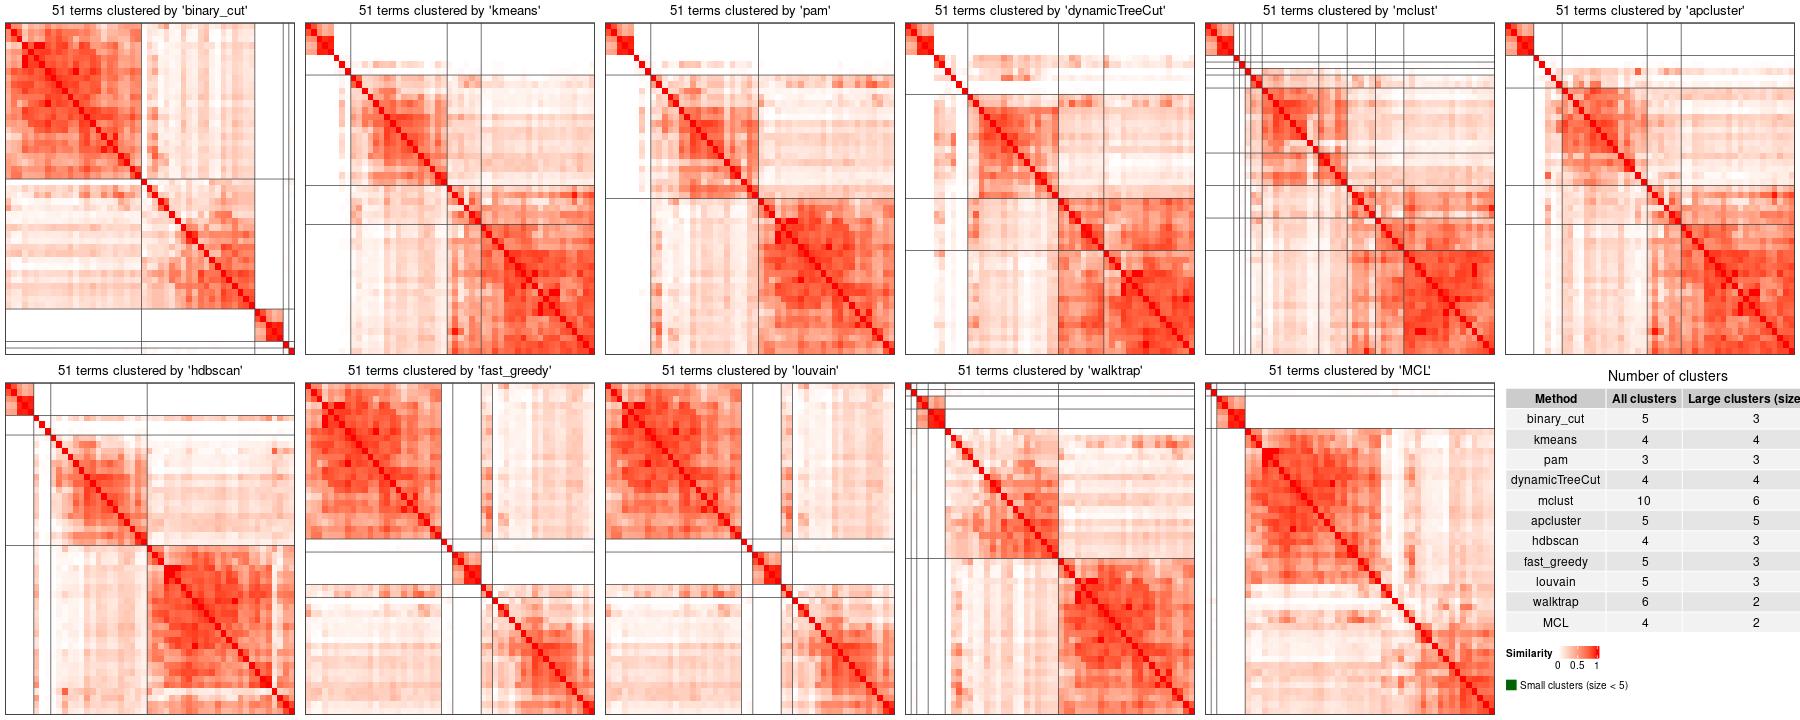 51 terms clustered by 'binary_cut'
51 terms clustered by 'kmeans'
51 terms clustered by 'pam'
51 terms clustered by 'dynamicTreeCut'
51 terms clustered by 'mclust'
51 terms clustered by 'apcluster'
51 terms clustered by 'hdbscan'
51 terms clustered by 'fast_greedy'
51 terms clustered by 'louvain'
51 terms clustered by 'walktrap'
51 terms clustered by 'MCL'
Number of clusters
Method All clusters Large clusters (size
binary_cut 5 3
kmeans 4 4
pam 3 3
dynamicTreeCut 4 4
mclust 10 6
apcluster 5 5
hdbscan 4 3
fast_greedy 5 3
louvain 5 3
walktrap 6 2
MCL 4 2
Similarity
0 0.5 1
Small clusters (size < 5)